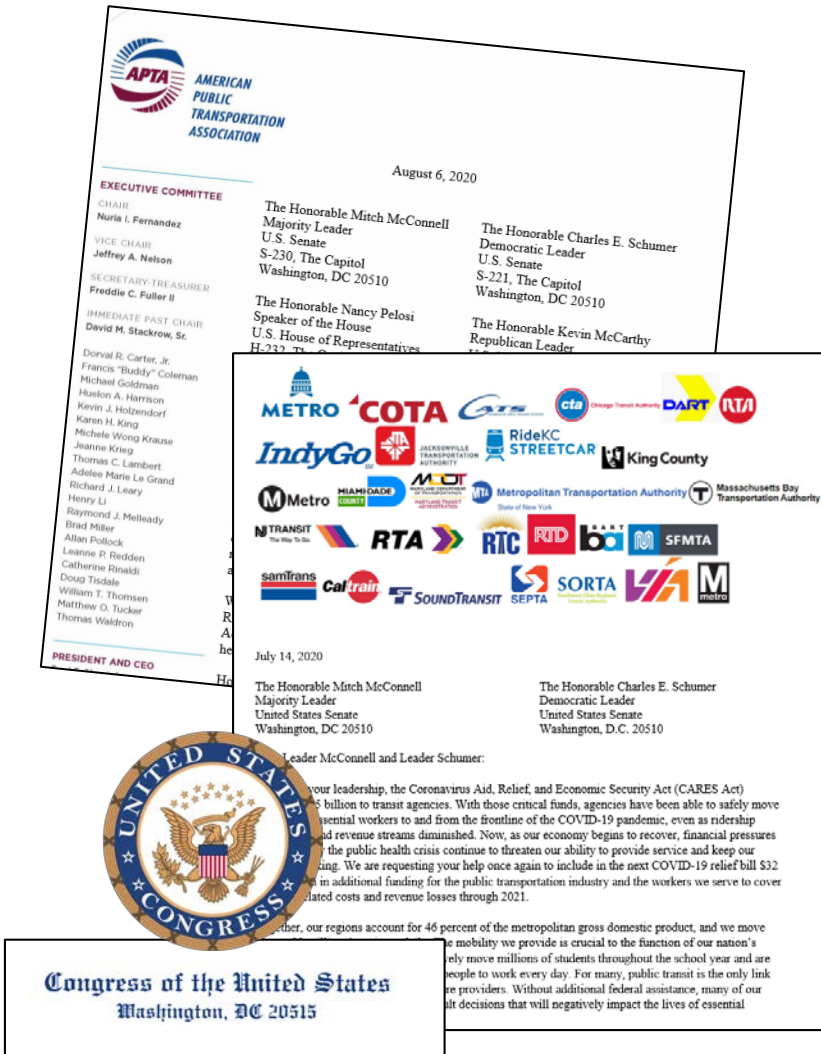 APTA
AMERICAN
PUBLIC
TRANSPORTATION
ASSOCIATION
August 6, 2020
EXECUTIVE COMMITTEE
CHAIR
Nuria I. Fernandez
VICE CHAIR
Jeffrey A. Nelson
SECRETARY-TREASURER
Freddie C. Fuller II
IMMEDIATE PAST CHAIR
David M. Stackrow, Sr.
Dorval R. Carter, Jr.
Francis "Buddy" Coleman
Michael Goldman
Huelon A. Harrison
Kevin J. Holzendorf
Karen H. King
Michele Wong Krause
Jeanne Krieg
Thomas C. Lambert
Adelee Marie Le Grand
Richard J. Leary
Henry Li
Raymond J. Melleady
Brad Miller
Allan Pollock
Leanne P. Redden
Catherine Rinaldi
Doug Tisdale
William T. Thomsen
Matthew O. Tucker
Thomas Waldron
PRESIDENT AND CEO
The Honorable Mitch McConnell
Majority Leader
U.S. Senate
S-230, The Capitol
Washington, DC 20510
The Honorable Charles E. Schumer
Democratic Leader
U.S. Senate
S-221, The Capitol
Washington, DC 20510
The Honorable Nancy Pelosi
Speaker of the House
U.S. House of Representatives
H-232, The
The Honorable Kevin McCarthy
Republican Leader
METRO COTA CATS cta Chicago Transit Authority DART RTA
IndyGo JACKSONVILLE TRANSPORTATION AUTHORITY RideKC STREETCAR King County
Metro MIAMI-DADE COUNTY MDOT MARYLAND DEPARTMENT OF TRANSPORTATION MARYLAND TRANSIT ADMINISTRATION MTA Metropolitan Transportation Authority State of New York T Massachusetts Bay Transportation Authority
NJ TRANSIT The Way To Go. RTA RTC RTD BART ba SFMTA
samTrans Caltrain SOUNDTRANSIT SEPTA SORTA Southwest Ohio Regional Transit Authority VIA M metro
July 14, 2020
The Honorable Mitch McConnell
Majority Leader
United States Senate
Washington, DC 20510
The Honorable Charles E. Schumer
Democratic Leader
United States Senate
Washington, D.C. 20510
Leader McConnell and Leader Schumer:
your leadership, the Coronavirus Aid, Relief, and Economic Security Act (CARES Act)
5 billion to transit agencies. With those critical funds, agencies have been able to safely move
ssential workers to and from the frontline of the COVID-19 pandemic, even as ridership
nd revenue streams diminished. Now, as our economy begins to recover, financial pressures
y the public health crisis continue to threaten our ability to provide service and keep our
king. We are requesting your help once again to include in the next COVID-19 relief bill $32
n in additional funding for the public transportation industry and the workers we serve to cover
lated costs and revenue losses through 2021.
ether, our regions account for 46 percent of the metropolitan gross domestic product, and we move
he mobility we provide is crucial to the function of our nation's
vely move millions of students throughout the school year and are
people to work every day. For many, public transit is the only link
re providers. Without additional federal assistance, many of our
ult decisions that will negatively impact the lives of essential
UNITED STATES
CONGRESS
Congress of the United States
Washington, DC 20515